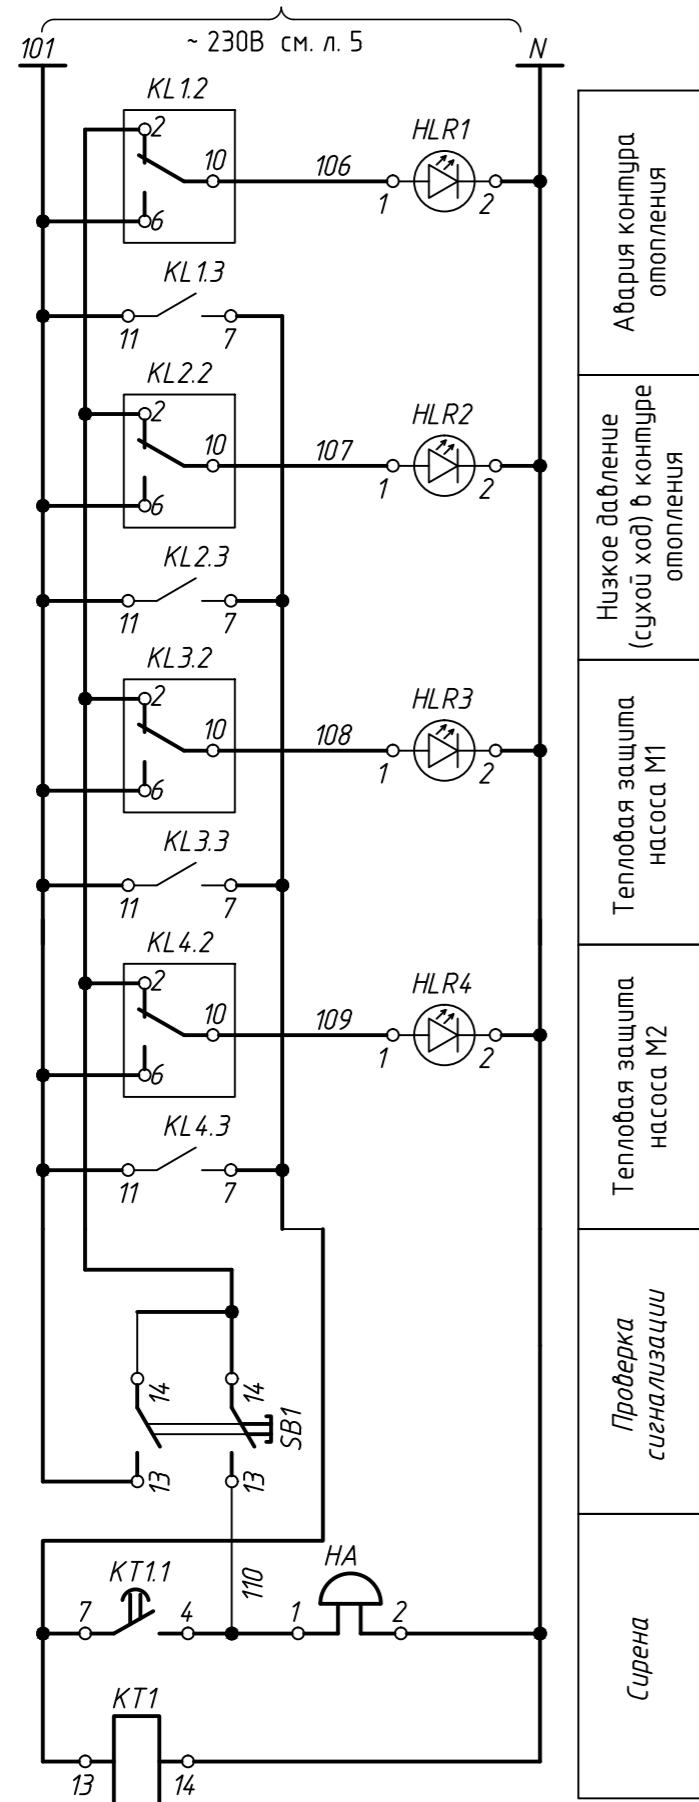 101
~ 230В см. л. 5
N
KL1.2
2
10
6
106
HLR1
1
2
Авария контура
отопления
KL1.3
11
7
KL2.2
2
10
6
107
HLR2
1
2
Низкое давление
(сухой ход) в контуре
отопления
KL2.3
11
7
KL3.2
2
10
6
108
HLR3
1
2
Тепловая защита
насоса М1
KL3.3
11
7
KL4.2
2
10
6
109
HLR4
1
2
Тепловая защита
насоса М2
KL4.3
11
7
14
14
SB1
13
13
Проверка
сигнализации
KT1.1
7
4
110
HA
1
2
Сирена
KT1
13
14